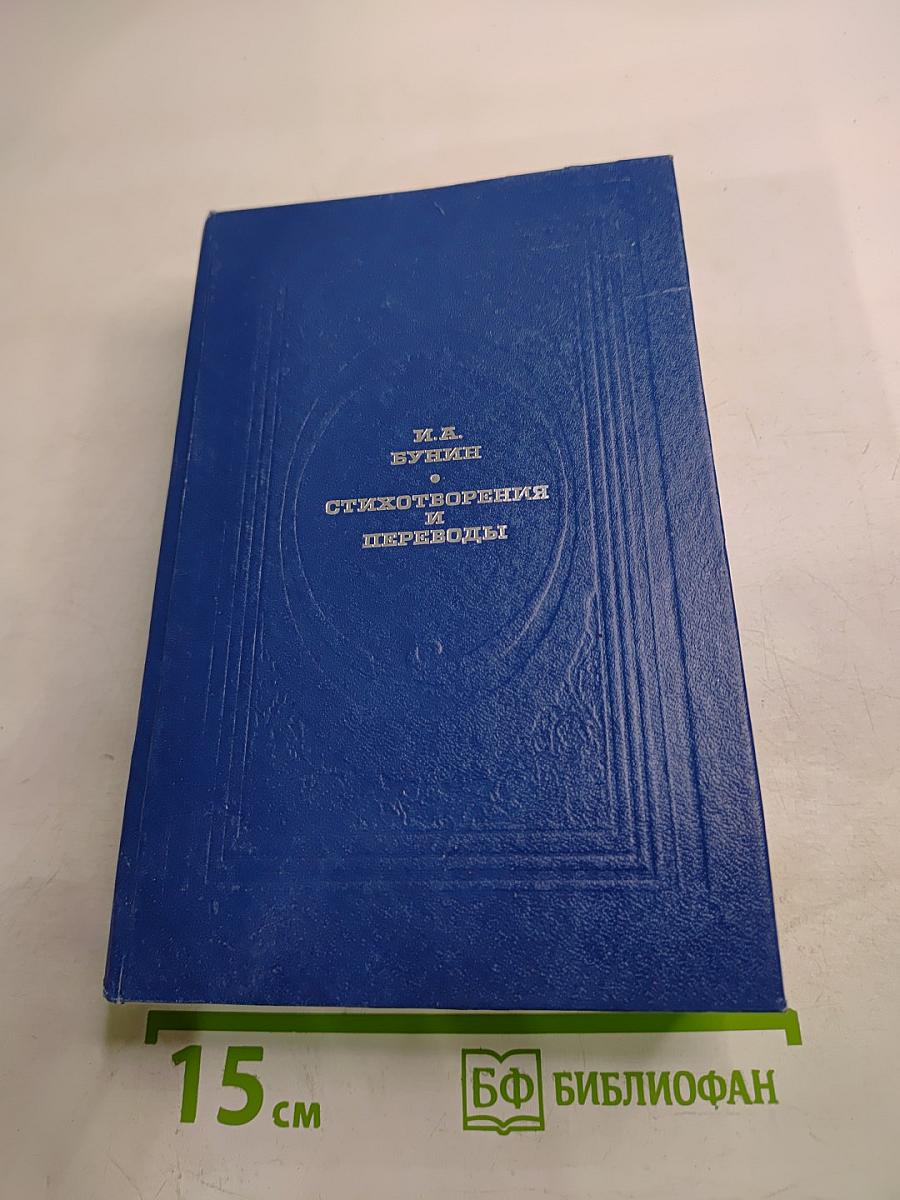 И.А.
БУНИН
•
СТИХОТВОРЕНИЯ
И
ПЕРЕВОДЫ
15 см
БФ БИБЛИОФАН